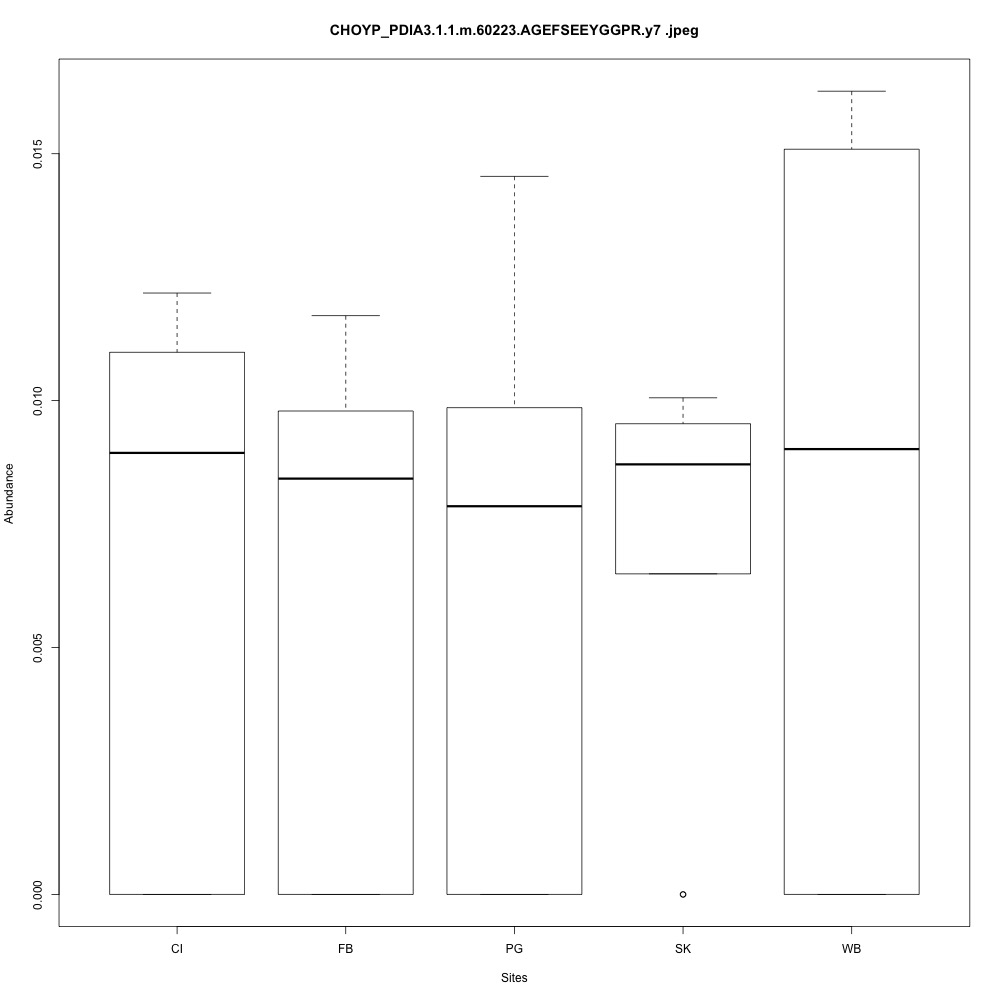 CHOYP_PDIA3.1.1.m.60223.AGEFSEEYGGPR.y7 .jpeg
Abundance
0.015
0.010
0.005
0.000
CI FB PG SK WB
Sites